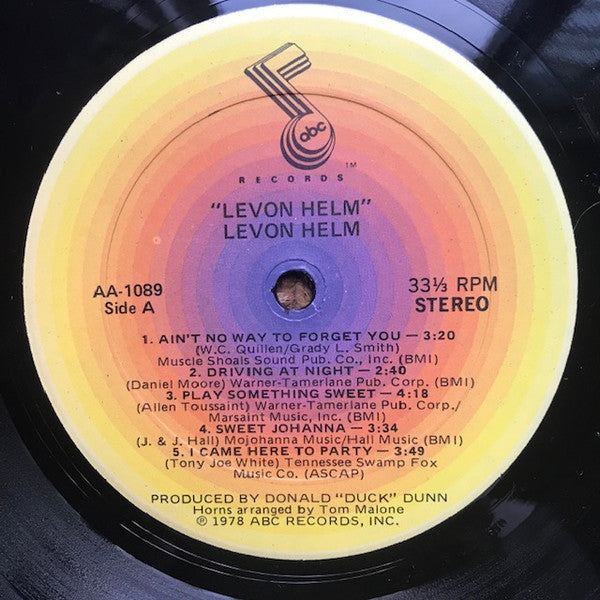 abc
TM
RECORDS
"LEVON HELM"
LEVON HELM
AA-1089
Side A
33⅓ RPM
STEREO
1. AIN'T NO WAY TO FORGET YOU — 3:20
(W.C. Quillen/Grady L. Smith)
Muscle Shoals Sound Pub. Co., Inc. (BMI)
2. DRIVING AT NIGHT — 2:40
(Daniel Moore) Warner-Tamerlane Pub. Corp. (BMI)
3. PLAY SOMETHING SWEET — 4:18
(Allen Toussaint) Warner-Tamerlane Pub. Corp./
Marsaint Music, Inc. (BMI)
4. SWEET JOHANNA — 3:34
(J. & J. Hall) Mojohanna Music/Hall Music (BMI)
5. I CAME HERE TO PARTY — 3:49
(Tony Joe White) Tennessee Swamp Fox
Music Co. (ASCAP)
PRODUCED BY DONALD "DUCK" DUNN
Horns arranged by Tom Malone
℗ 1978 ABC RECORDS, INC.